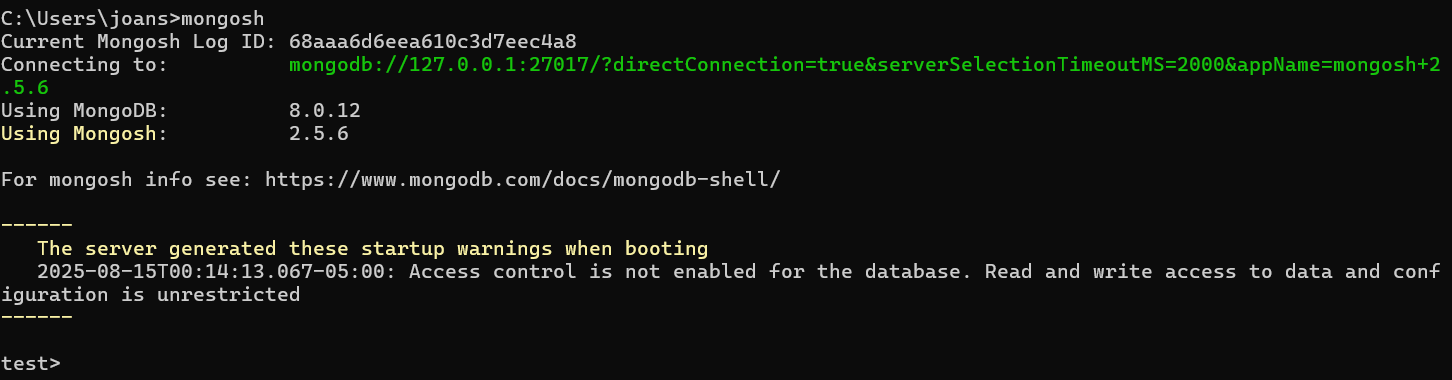 C:\Users\joans>mongosh
Current Mongosh Log ID: 68aaa6d6eea610c3d7eec4a8
Connecting to:          mongodb://127.0.0.1:27017/?directConnection=true&serverSelectionTimeoutMS=2000&appName=mongosh+2
.5.6
Using MongoDB:          8.0.12
Using Mongosh:          2.5.6
For mongosh info see: https://www.mongodb.com/docs/mongodb-shell/
------
   The server generated these startup warnings when booting
   2025-08-15T00:14:13.067-05:00: Access control is not enabled for the database. Read and write access to data and conf
iguration is unrestricted
------
test>